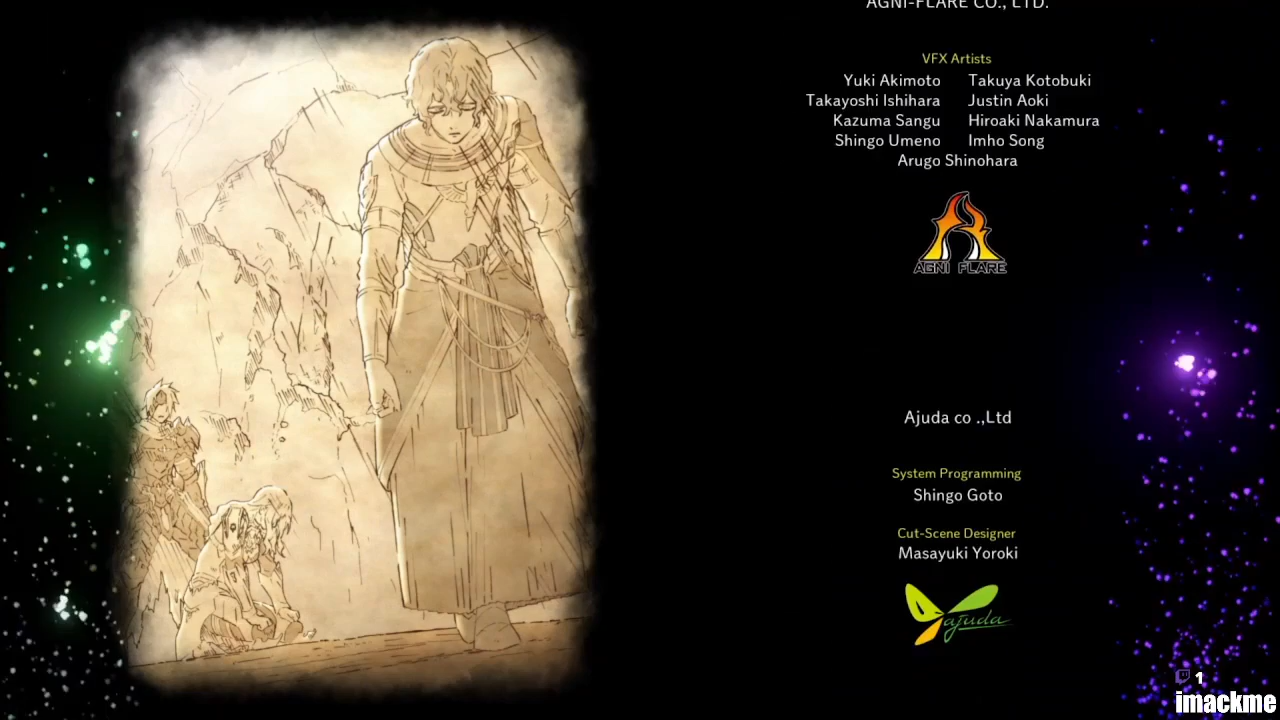 AGNI-FLARE CO., LTD.
VFX Artists
Yuki Akimoto Takuya Kotobuki
Takayoshi Ishihara Justin Aoki
Kazuma Sangu Hiroaki Nakamura
Shingo Umeno Imho Song
Arugo Shinohara
AGNI FLARE
Ajuda co .,Ltd
System Programming
Shingo Goto
Cut-Scene Designer
Masayuki Yoroki
ajuda
1
imackme